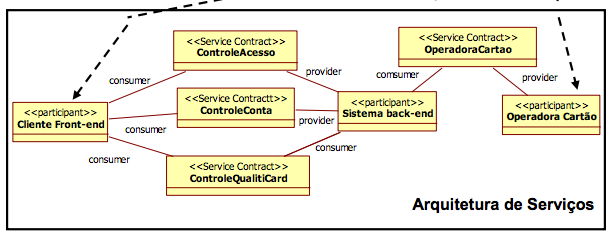 <<Service Contract>>
ControleAcesso
<<Service Contract>>
OperadoraCartao
consumer
provider
comsumer
provider
<<participant>>
Cliente Front-end
<<Service Contractt>>
ControleConta
<<participant>>
Sistema back-end
<<participant>>
Operadora Cartão
consumer
provider
consumer
consumer
<<Service Contract>>
ControleQualitiCard
Arquitetura de Serviços